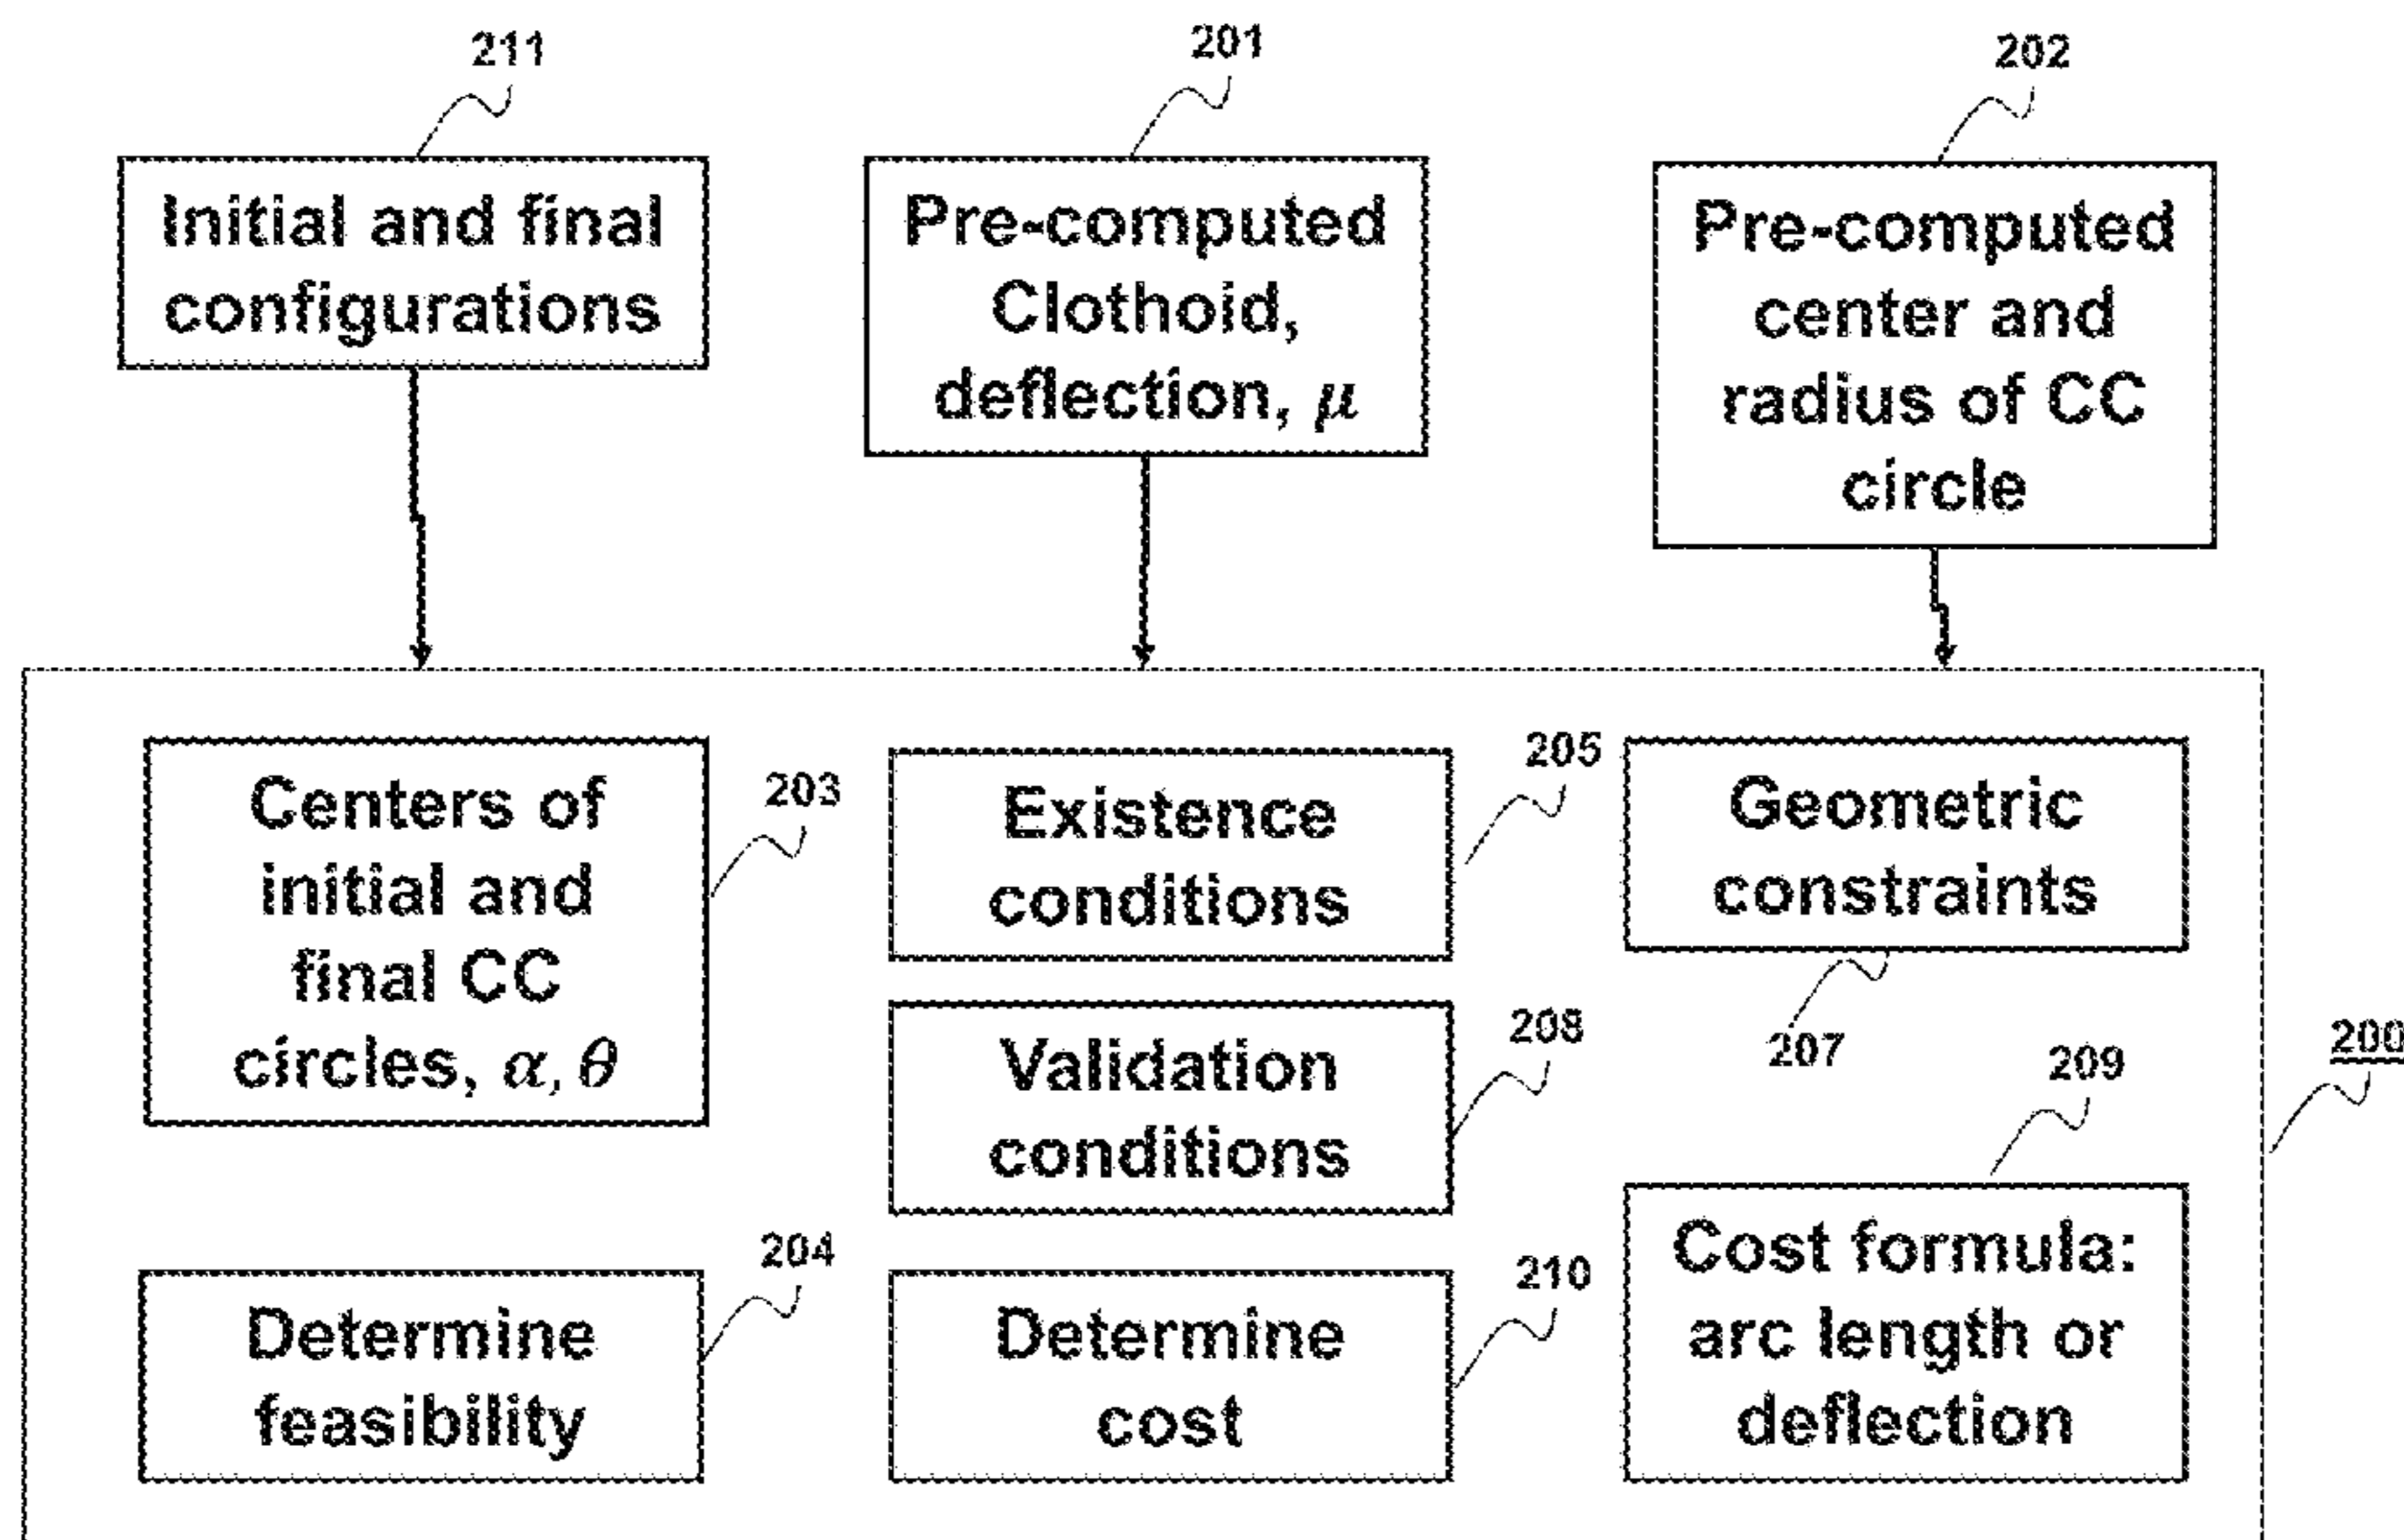 211
201
202
Initial and final
configurations
Pre-computed
Clothoid,
deflection, μ
Pre-computed
center and
radius of CC
circle
Centers of
initial and
final CC
circles, α, θ
203
Existence
conditions
205
Geometric
constraints
207
Validation
conditions
208
200
209
Determine
feasibility
204
Determine
cost
210
Cost formula:
arc length or
deflection